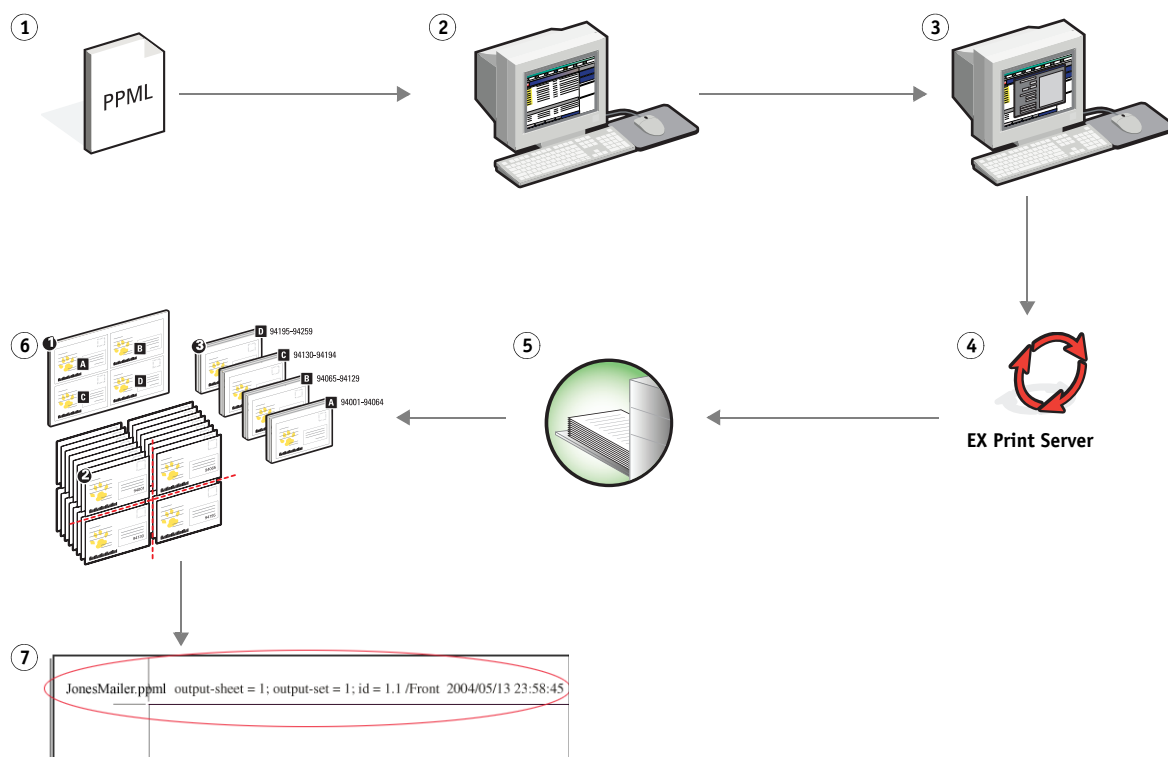 1
2
3
PPML
6
1
A
B
C
D
3
D 94195-94259
C 94130-94194
B 94065-94129
A 94001-94064
2
5
4
EX Print Server
7
JonesMailer.ppml output-sheet = 1; output-set = 1; id = 1.1 /Front 2004/05/13 23:58:45